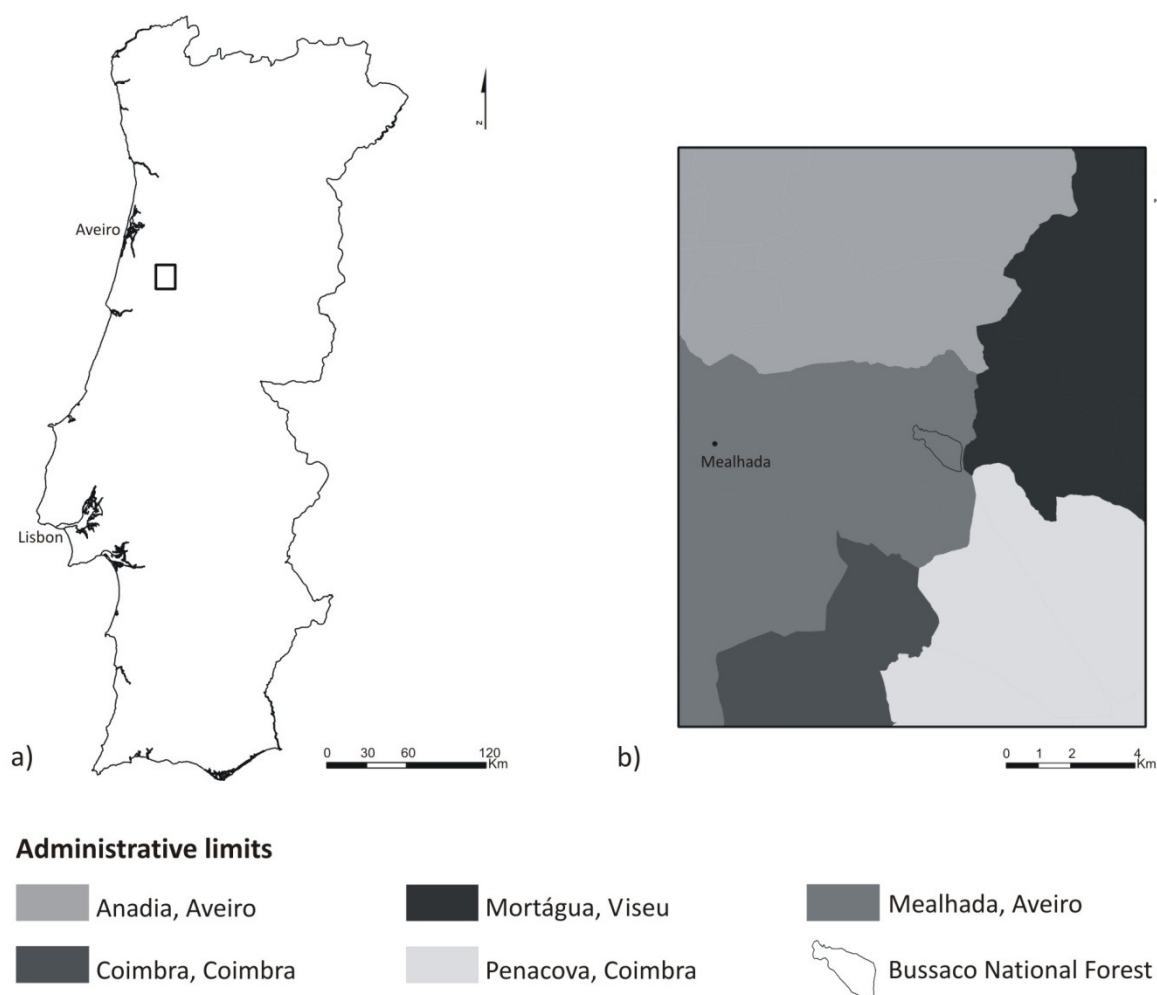 z
Aveiro
Lisbon
a)
0 30 60 120
Km
Mealhada
b)
0 1 2 4
Km
Administrative limits
Anadia, Aveiro
Mortágua, Viseu
Mealhada, Aveiro
Coimbra, Coimbra
Penacova, Coimbra
Bussaco National Forest